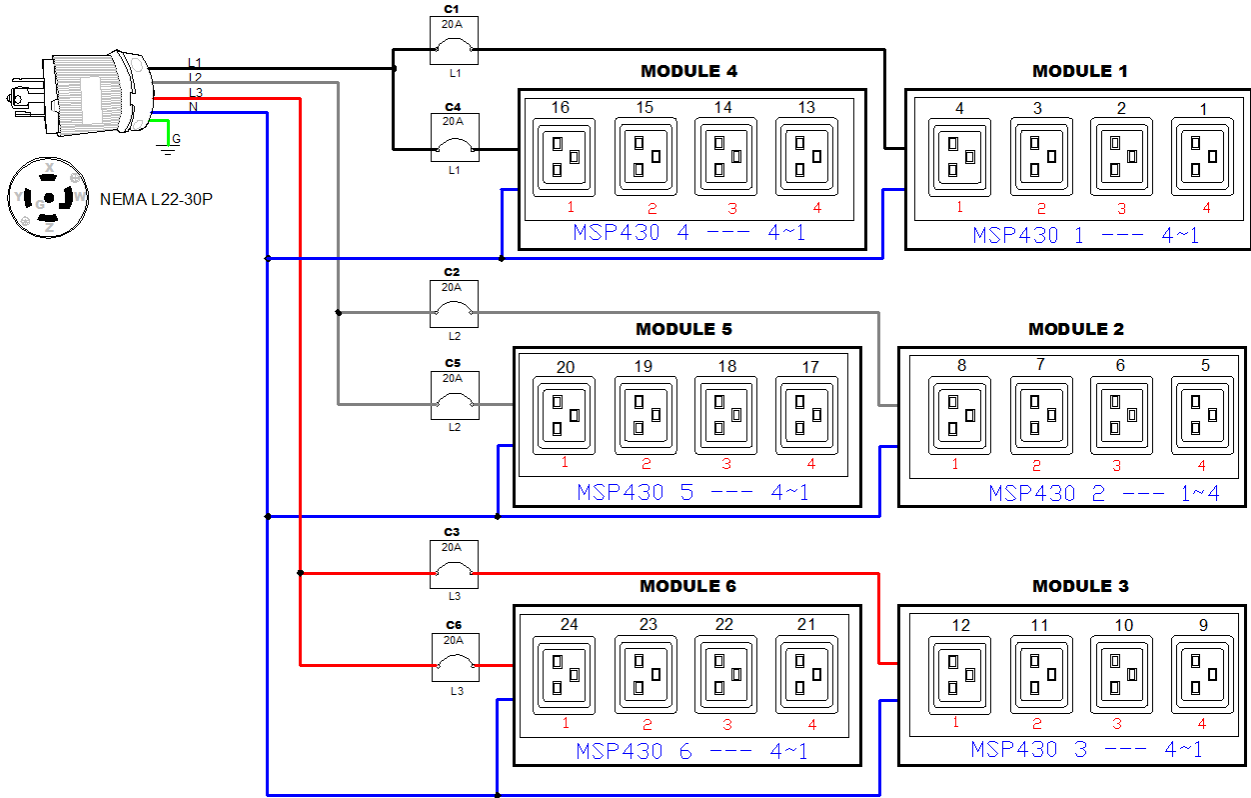 C1
20A
L1
L1
L2
L3
N
G
NEMA L22-30P
X
Y
W
G
Z
C4
20A
L1
MODULE 4
16 15 14 13
1 2 3 4
MSP430 4 --- 4~1
MODULE 1
4 3 2 1
1 2 3 4
MSP430 1 --- 4~1
C2
20A
L2
C5
20A
L2
MODULE 5
20 19 18 17
1 2 3 4
MSP430 5 --- 4~1
MODULE 2
8 7 6 5
1 2 3 4
MSP430 2 --- 1~4
C3
20A
L3
C6
20A
L3
MODULE 6
24 23 22 21
1 2 3 4
MSP430 6 --- 4~1
MODULE 3
12 11 10 9
1 2 3 4
MSP430 3 --- 4~1